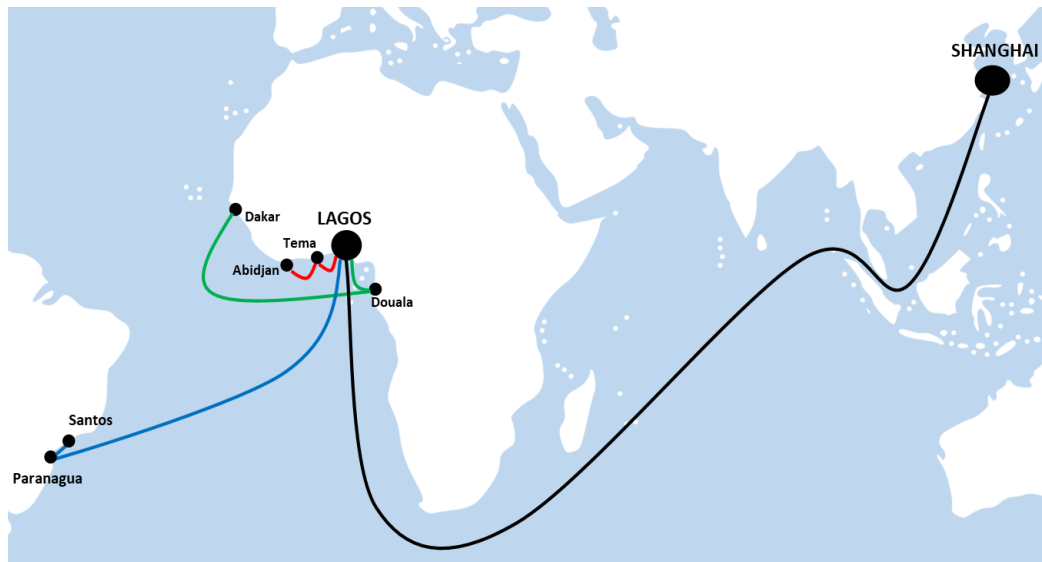 SHANGHAI
Dakar
LAGOS
Tema
Abidjan
Douala
Santos
Paranagua